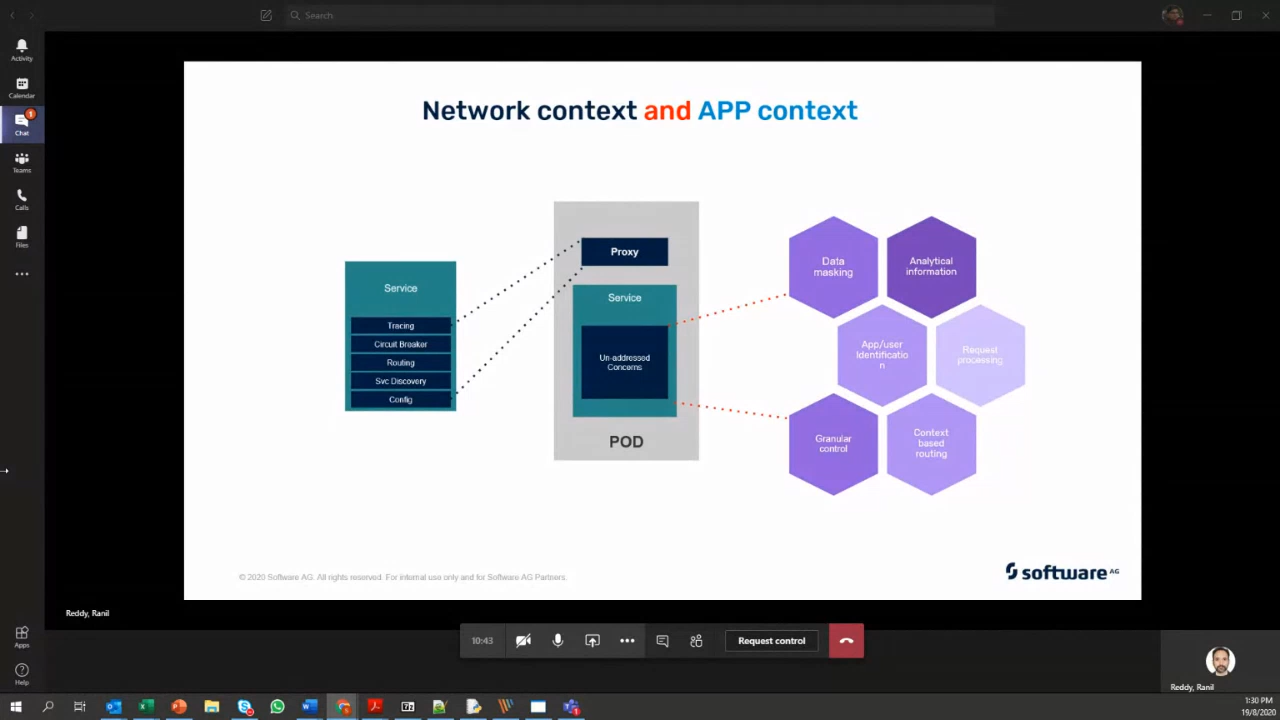 Search
Activity
Calendar
1
Chat
Teams
Calls
Files
Network context and APP context
Service
Tracing
Circuit Breaker
Routing
Svc Discovery
Config
Proxy
Service
Un-addressed
Concerns
POD
Data
masking
Analytical
information
App/user
Identificatio
n
Request
processing
Granular
control
Context
based
routing
© 2020 Software AG. All rights reserved. For internal use only and for Software AG Partners.
software AG
Reddy, Ranil
Apps
Help
10:43
Request control
Reddy, Ranil
1:30 PM
19/8/2020